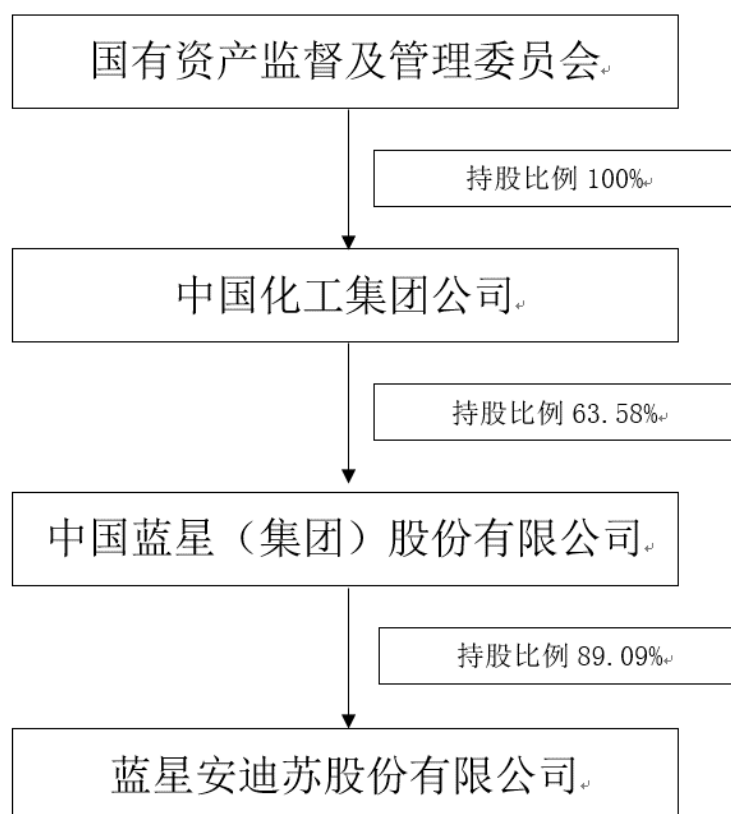 国有资产监督及管理委员会
持股比例 100%
中国化工集团公司
持股比例 63.58%
中国蓝星（集团）股份有限公司
持股比例 89.09%
蓝星安迪苏股份有限公司